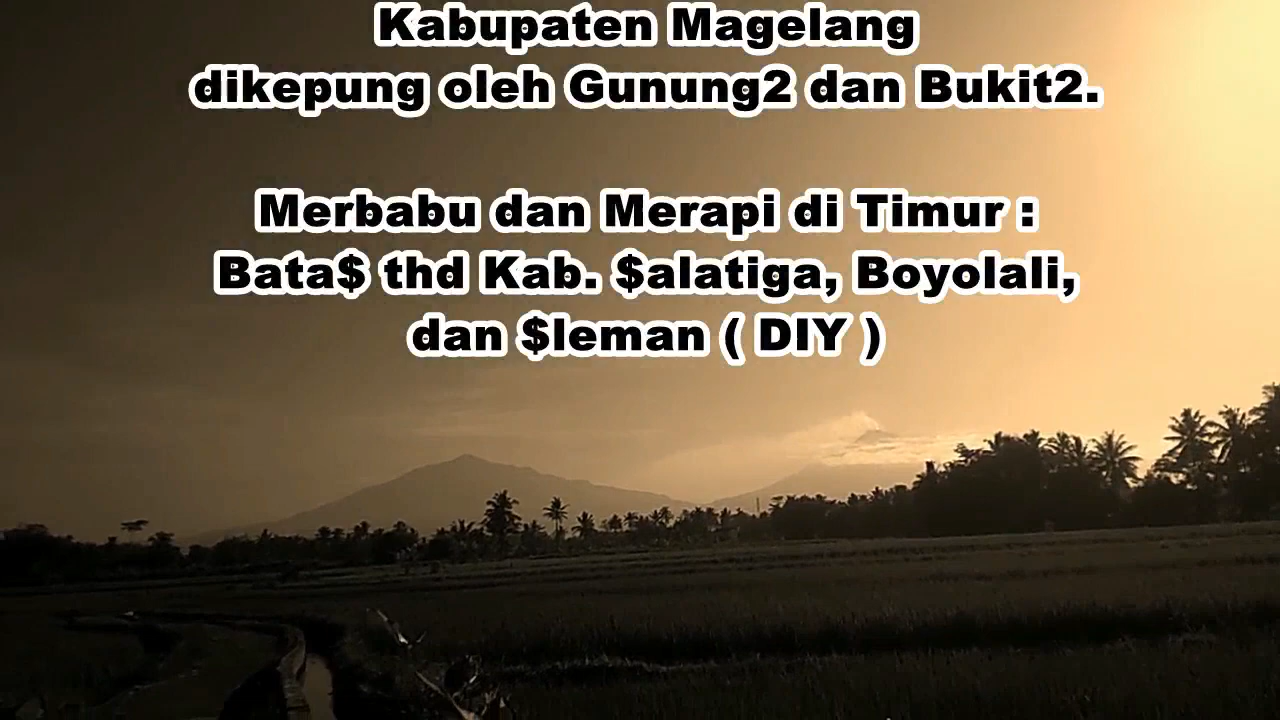 Kabupaten Magelang
dikepung oleh Gunung2 dan Bukit2.
Merbabu dan Merapi di Timur :
Bata$ thd Kab. $alatiga, Boyolali,
dan $leman ( DIY )